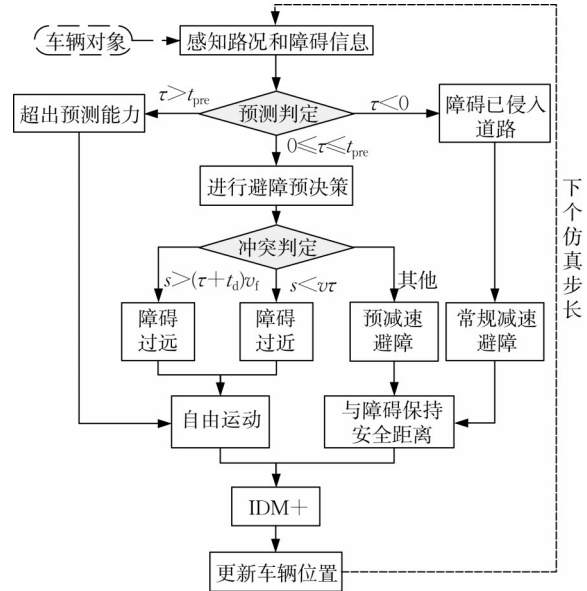 车辆对象
感知路况和障碍信息
τ>t_pre
预测判定
τ<0
超出预测能力
障碍已侵入
道路
0≤τ≤t_pre
进行避障预决策
冲突判定
s>(τ+t_d)v_f
s<vτ
其他
障碍
过远
障碍
过近
预减速
避障
常规减速
避障
自由运动
与障碍保持
安全距离
IDM+
更新车辆位置
下个仿真步长